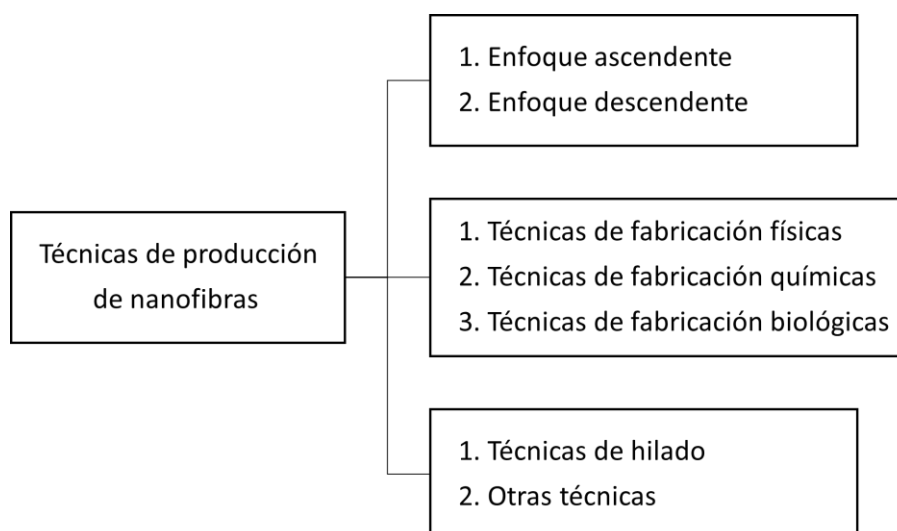 Técnicas de producción
de nanofibras
1. Enfoque ascendente
2. Enfoque descendente
1. Técnicas de fabricación físicas
2. Técnicas de fabricación químicas
3. Técnicas de fabricación biológicas
1. Técnicas de hilado
2. Otras técnicas